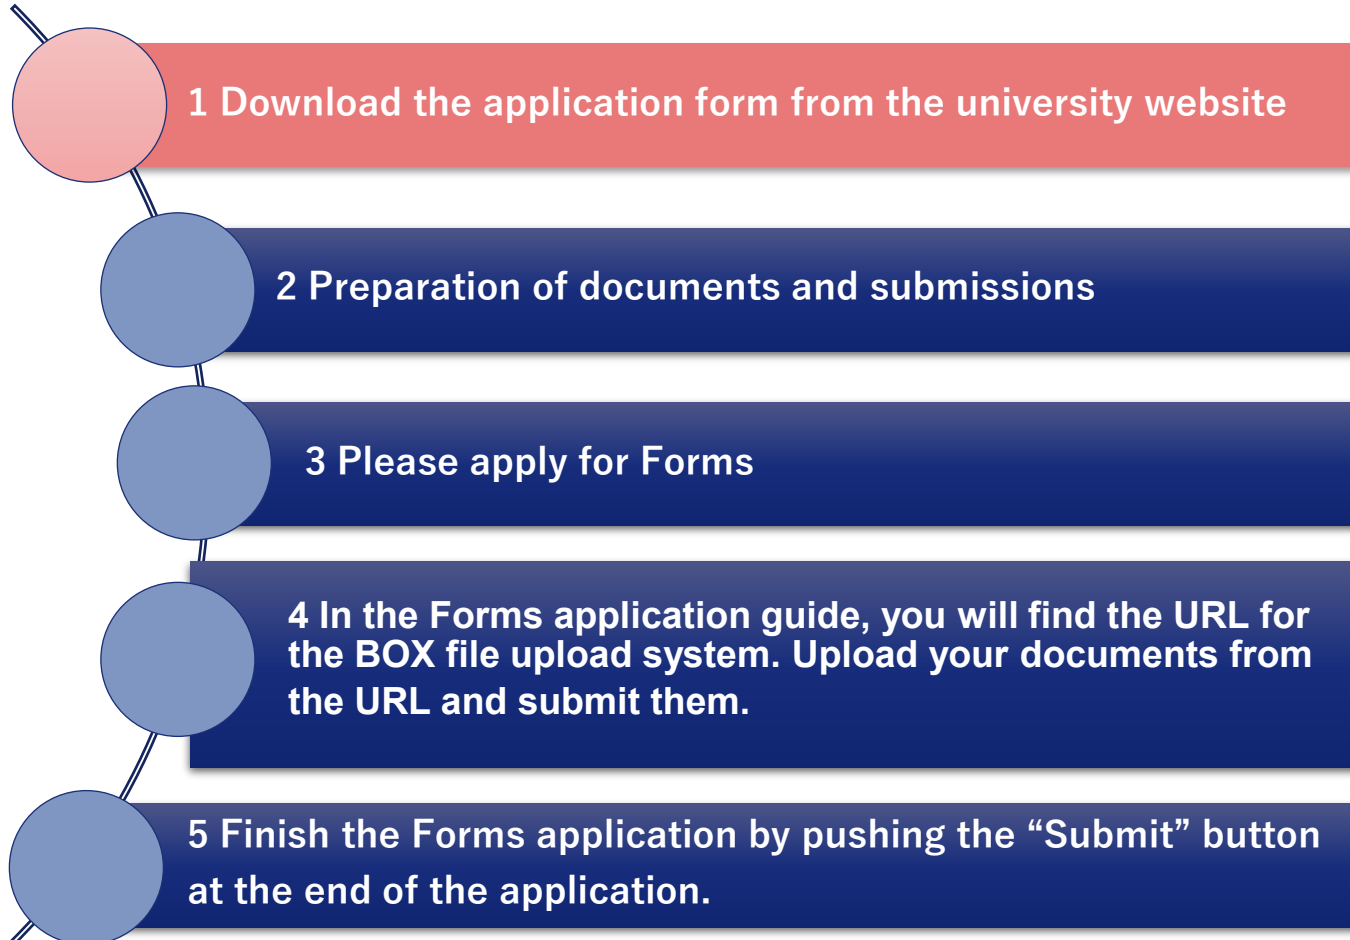 1 Download the application form from the university website
2 Preparation of documents and submissions
3 Please apply for Forms
4 In the Forms application guide, you will find the URL for
the BOX file upload system. Upload your documents from
the URL and submit them.
5 Finish the Forms application by pushing the “Submit” button
at the end of the application.